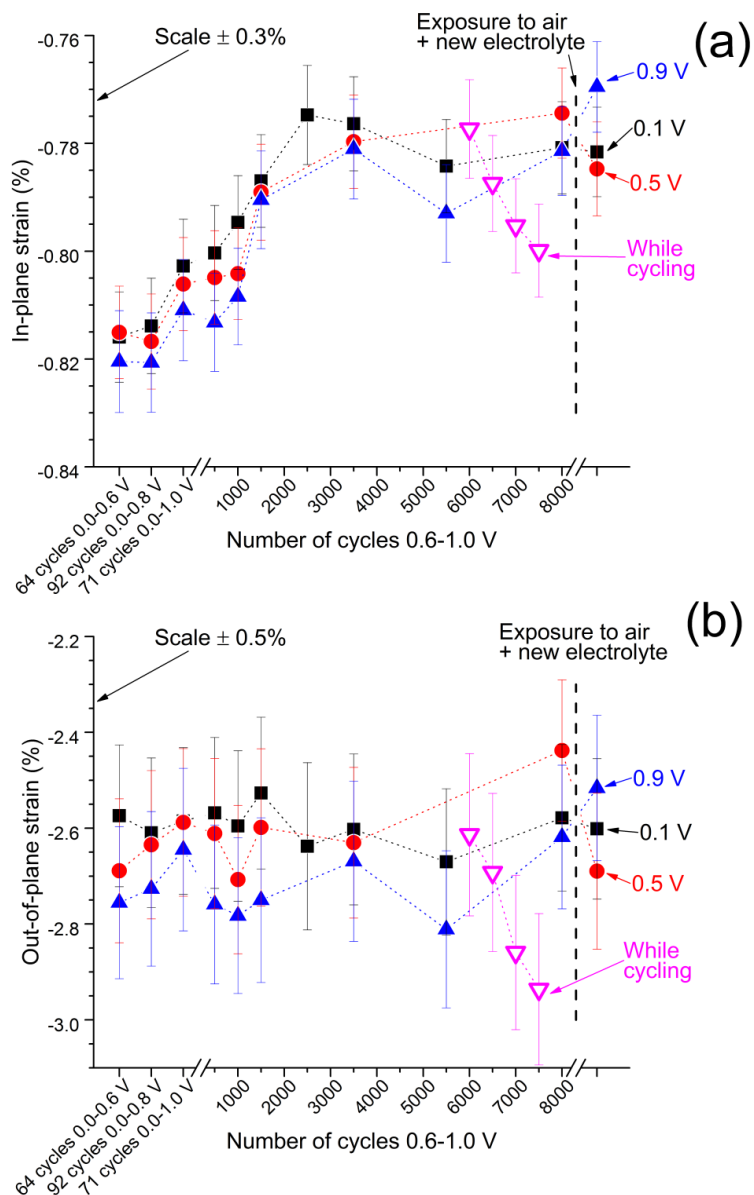 Exposure to air
+ new electrolyte
(a)
Scale ± 0.3%
-0.76
-0.78
-0.80
-0.82
-0.84
In-plane strain (%)
0.9 V
0.1 V
0.5 V
While
cycling
64 cycles 0.0-0.6 V
92 cycles 0.0-0.8 V
71 cycles 0.0-1.0 V
1000
2000
3000
4000
5000
6000
7000
8000
Number of cycles 0.6-1.0 V
(b)
Scale ± 0.5%
Exposure to air
+ new electrolyte
-2.2
-2.4
-2.6
-2.8
-3.0
Out-of-plane strain (%)
0.9 V
0.1 V
0.5 V
While
cycling
64 cycles 0.0-0.6 V
92 cycles 0.0-0.8 V
71 cycles 0.0-1.0 V
1000
2000
3000
4000
5000
6000
7000
8000
Number of cycles 0.6-1.0 V